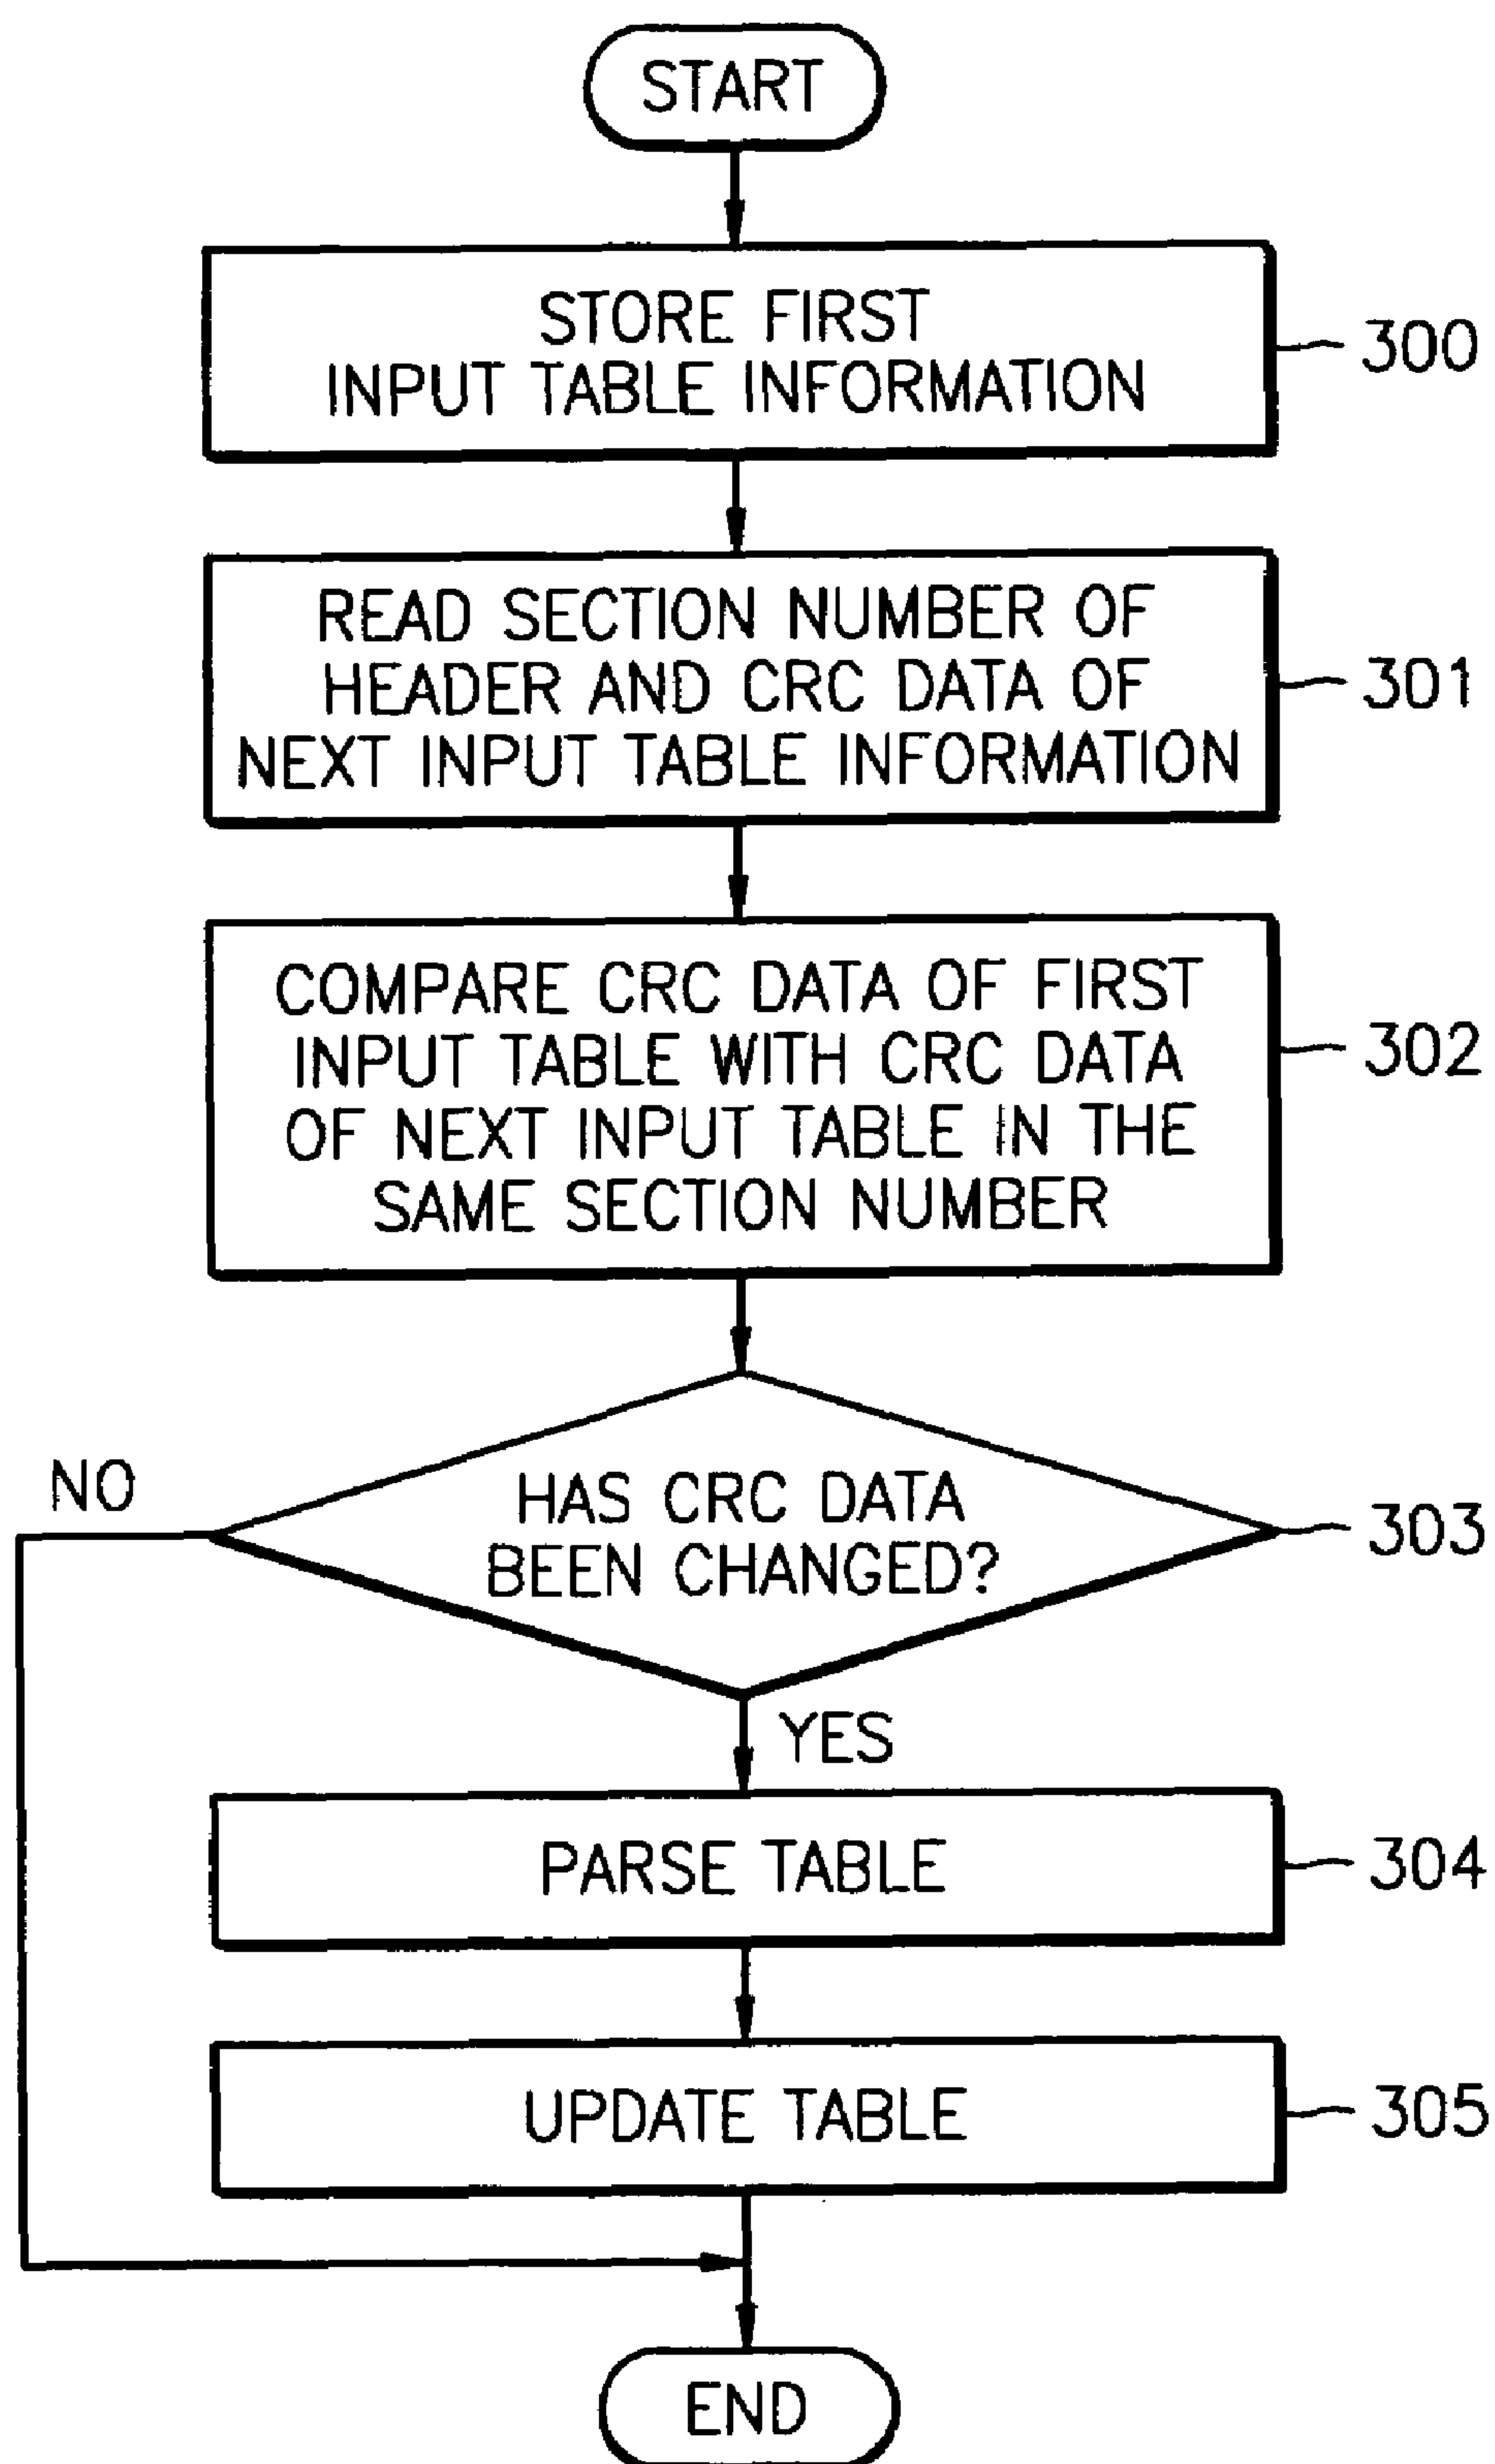 START
STORE FIRST
INPUT TABLE INFORMATION
300
READ SECTION NUMBER OF
HEADER AND CRC DATA OF
NEXT INPUT TABLE INFORMATION
301
COMPARE CRC DATA OF FIRST
INPUT TABLE WITH CRC DATA
OF NEXT INPUT TABLE IN THE
SAME SECTION NUMBER
302
NO
HAS CRC DATA
BEEN CHANGED?
303
YES
PARSE TABLE
304
UPDATE TABLE
305
END